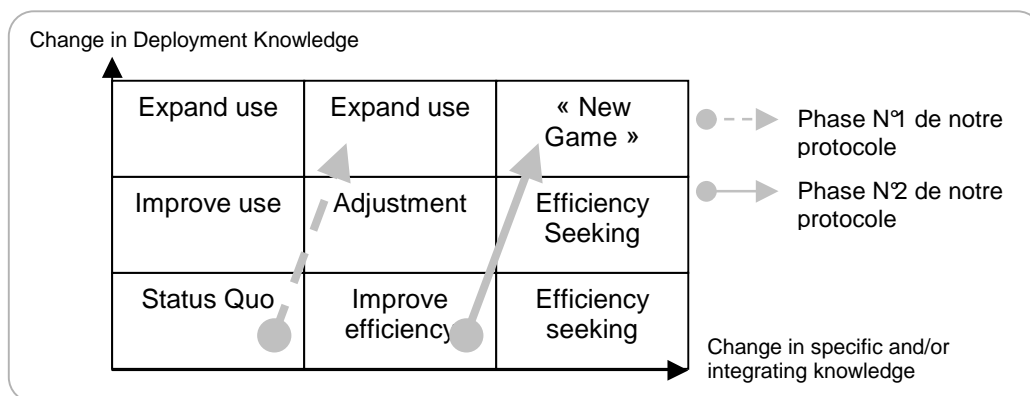 Change in Deployment Knowledge
Expand use
Expand use
« New
Game »
Phase N°1 de notre
protocole
Improve use
Adjustment
Efficiency
Seeking
Phase N°2 de notre
protocole
Status Quo
Improve
efficiency
Efficiency
seeking
Change in specific and/or
integrating knowledge